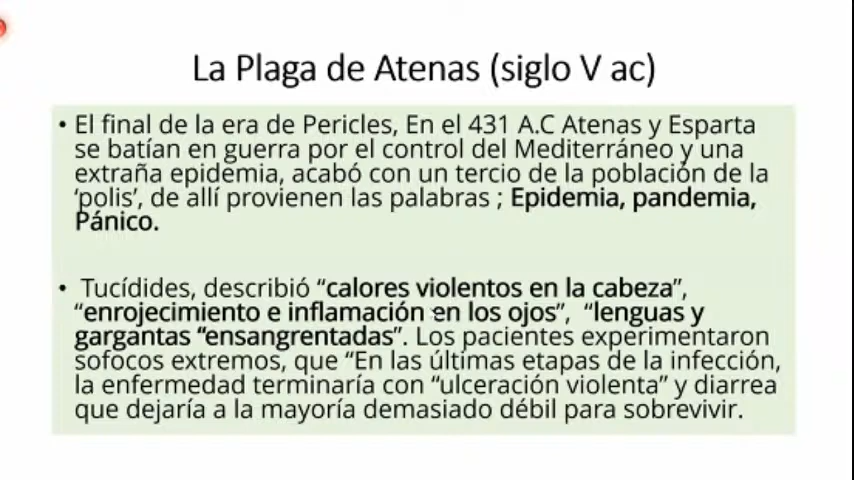 La Plaga de Atenas (siglo V ac)
• El final de la era de Pericles, En el 431 A.C Atenas y Esparta
se batían en guerra por el control del Mediterráneo y una
extraña epidemia, acabó con un tercio de la población de la
‘polis’, de allí provienen las palabras ; Epidemia, pandemia,
Pánico.
• Tucídides, describió “calores violentos en la cabeza”,
“enrojecimiento e inflamación en los ojos”, “lenguas y
gargantas “ensangrentadas”. Los pacientes experimentaron
sofocos extremos, que “En las últimas etapas de la infección,
la enfermedad terminaría con “ulceración violenta” y diarrea
que dejaría a la mayoría demasiado débil para sobrevivir.